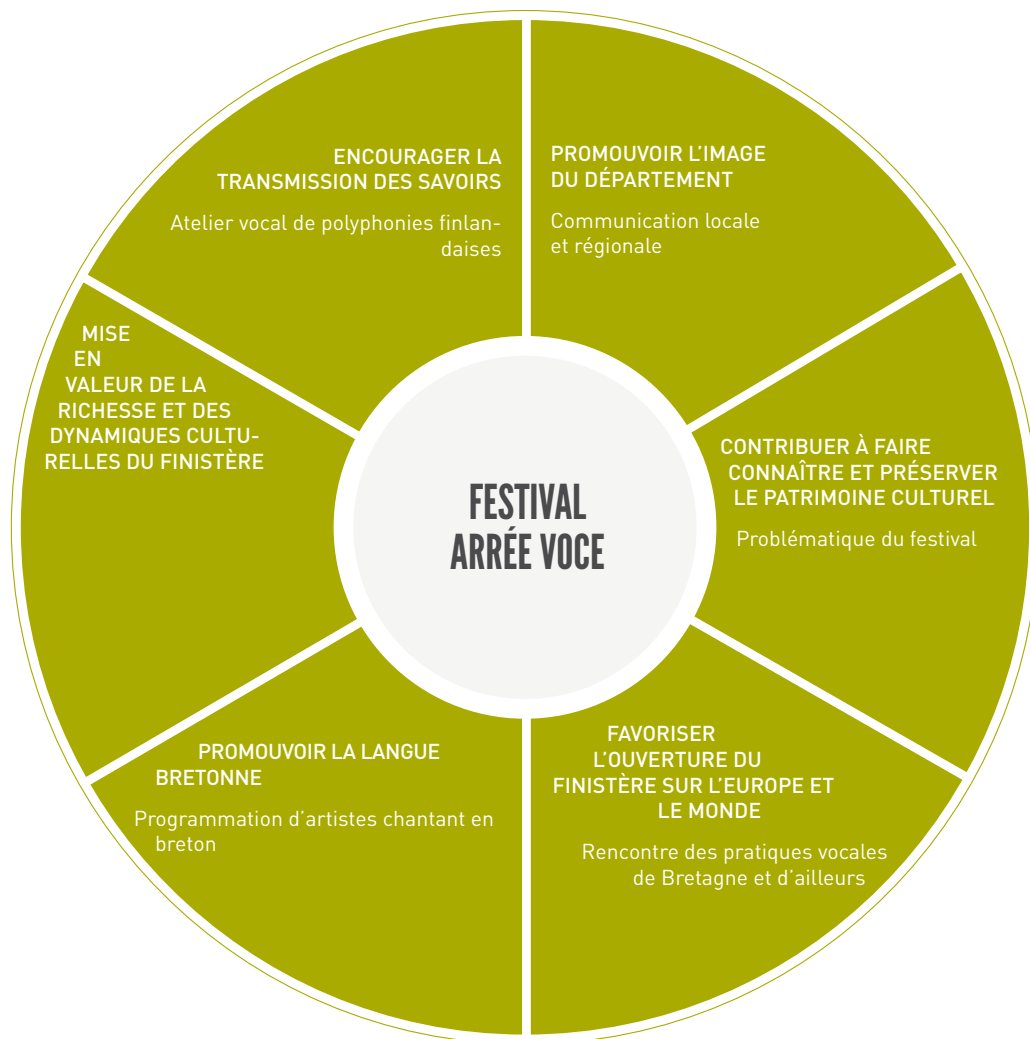 ENCOURAGER LA
TRANSMISSION DES SAVOIRS
Atelier vocal de polyphonies finlan-
daises
PROMOUVOIR L'IMAGE
DU DÉPARTEMENT
Communication locale
et régionale
MISE
EN
VALEUR DE LA
RICHESSE ET DES
DYNAMIQUES CULTU-
RELLES DU FINISTÈRE
FESTIVAL
ARRÉE VOCE
CONTRIBUER À FAIRE
CONNAÎTRE ET PRÉSERVER
LE PATRIMOINE CULTUREL
Problématique du festival
PROMOUVOIR LA LANGUE
BRETONNE
Programmation d'artistes chantant en
breton
FAVORISER
L'OUVERTURE DU
FINISTÈRE SUR L'EUROPE ET
LE MONDE
Rencontre des pratiques vocales
de Bretagne et d'ailleurs